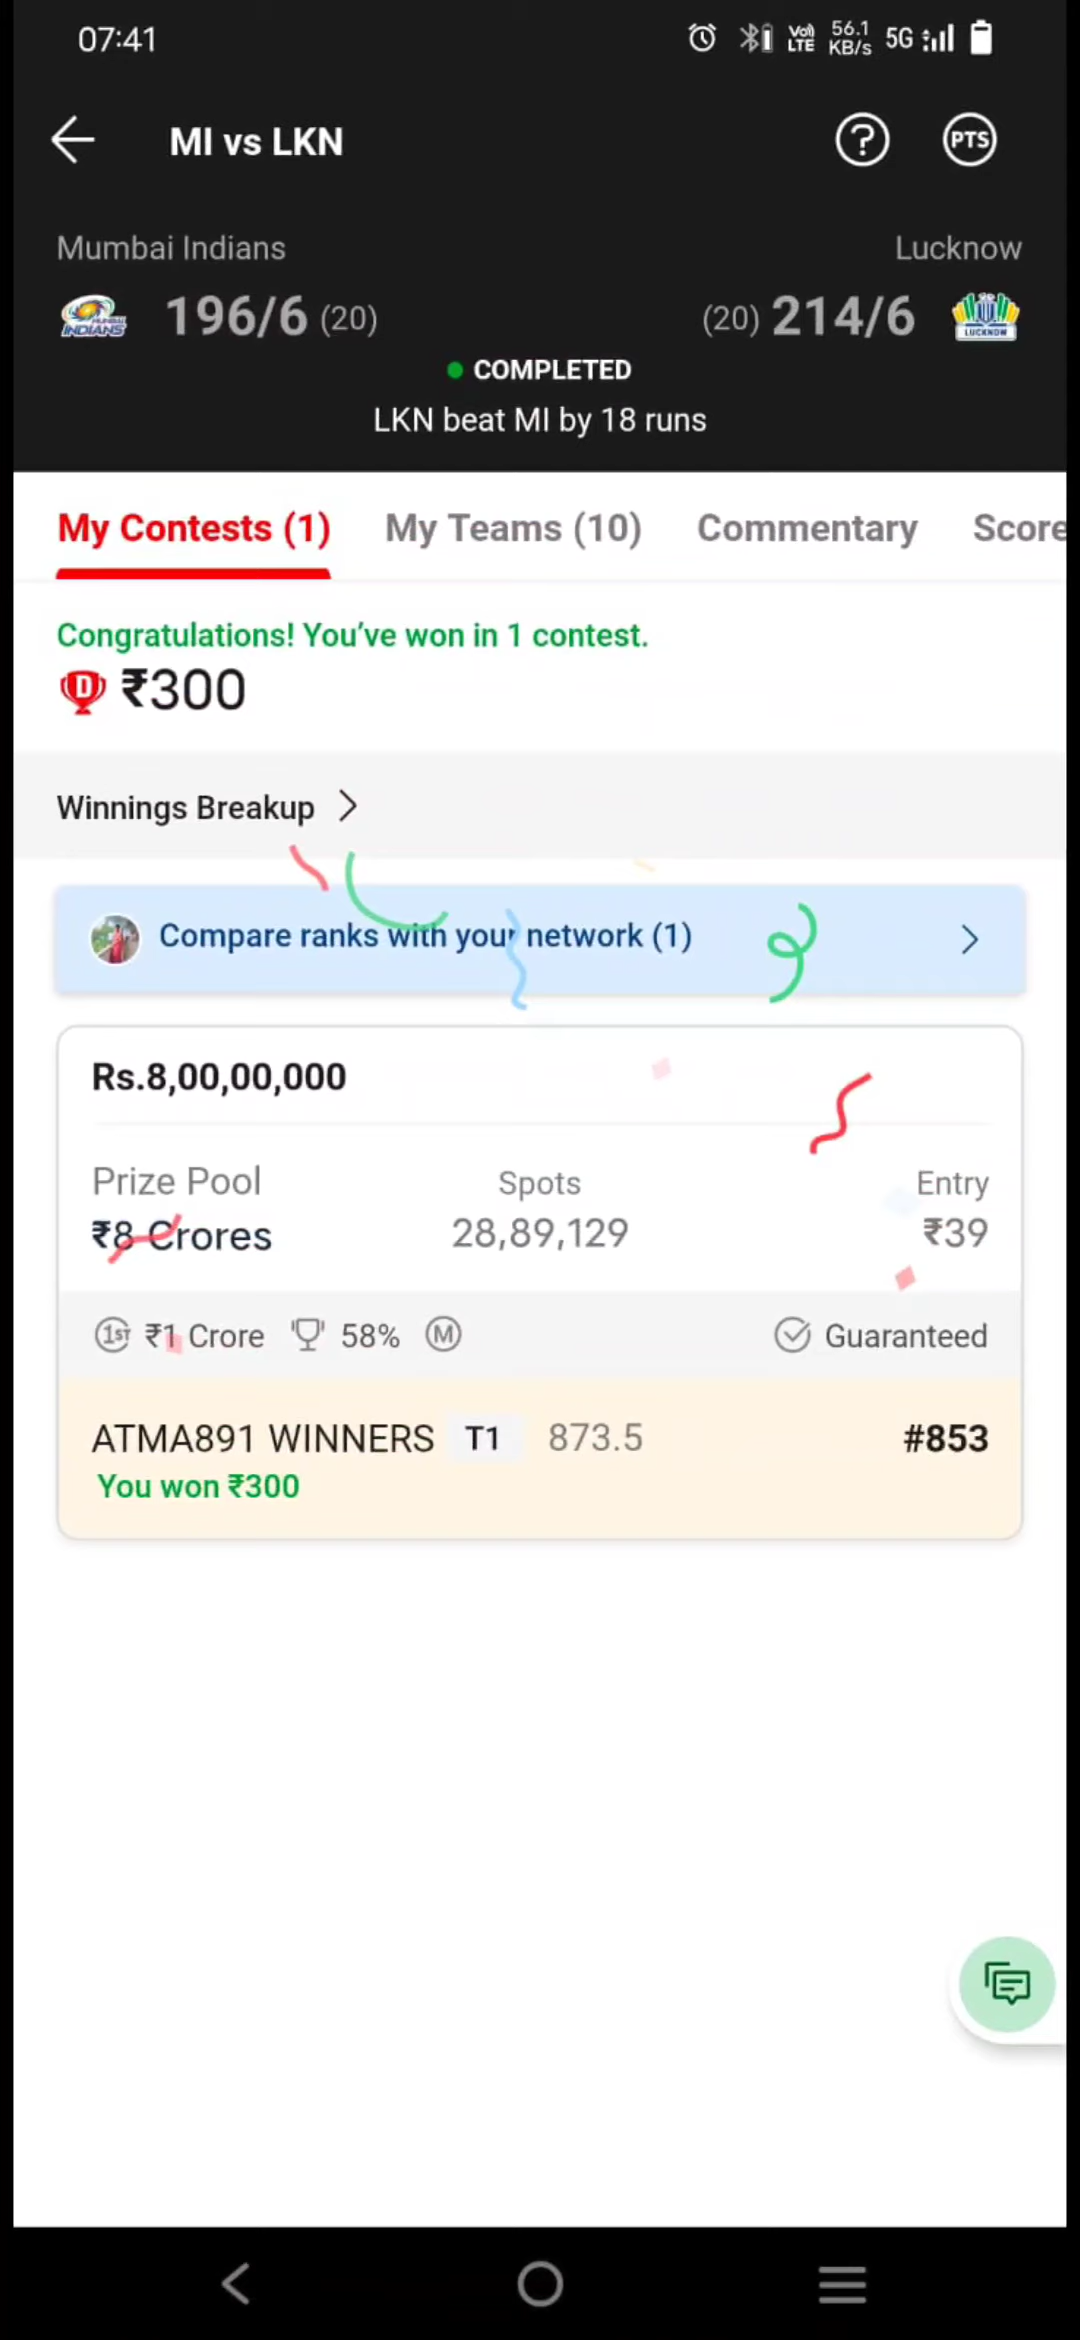 07:41
Vo)) LTE 56.1 KB/s 5G
MI vs LKN
PTS
Mumbai Indians
Lucknow
INDIANS 196/6 (20)
(20) 214/6 LUCKNOW
COMPLETED
LKN beat MI by 18 runs
My Contests (1) My Teams (10) Commentary Score
Congratulations! You've won in 1 contest.
D ₹300
Winnings Breakup
Compare ranks with your network (1)
Rs.8,00,00,000
Prize Pool Spots Entry
₹8 Crores 28,89,129 ₹39
1ST ₹1 Crore 58% M Guaranteed
ATMA891 WINNERS T1 873.5 #853
You won ₹300